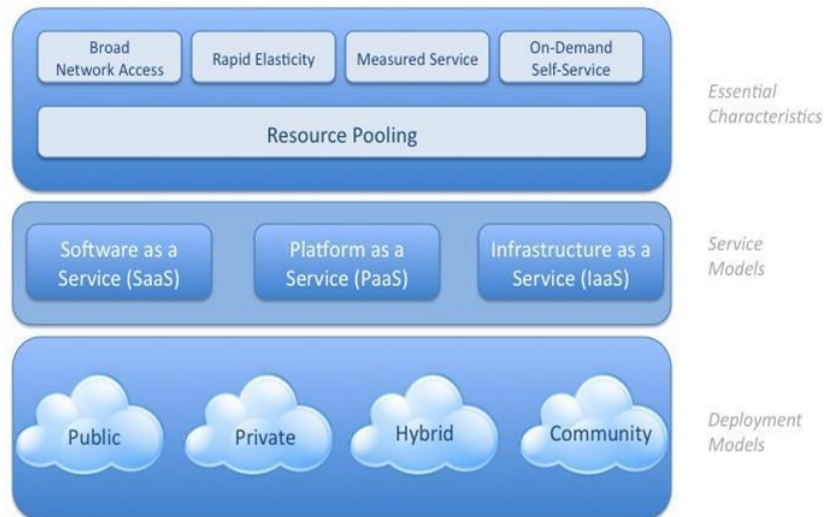 Broad
Network Access
Rapid Elasticity
Measured Service
On-Demand
Self-Service
Resource Pooling
Essential
Characteristics
Software as a
Service (SaaS)
Platform as a
Service (PaaS)
Infrastructure as a
Service (IaaS)
Service
Models
Public
Private
Hybrid
Community
Deployment
Models